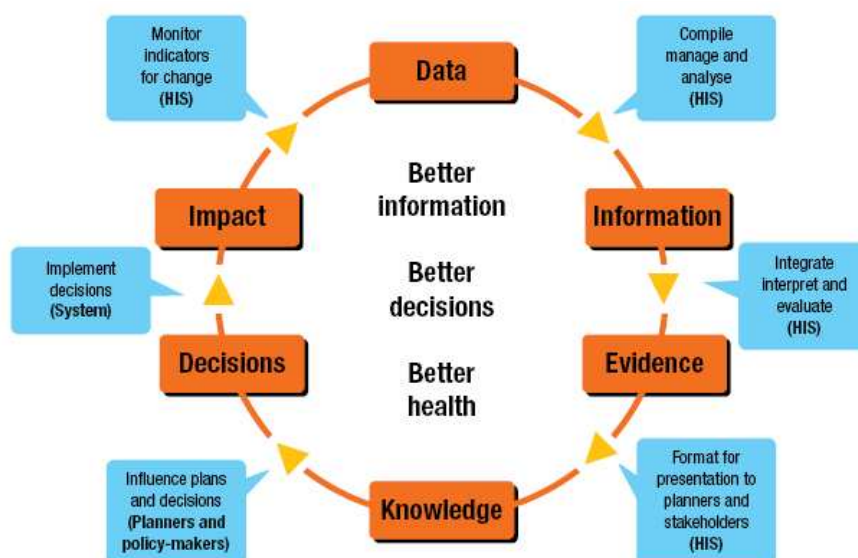 Monitor
indicators
for change
(HIS)
Data
Compile
manage and
analyse
(HIS)
Better
information
Impact
Information
Implement
decisions
(System)
Better
decisions
Integrate
interpret and
evaluate
(HIS)
Decisions
Evidence
Better
health
Influence plans
and decisions
(Planners and
policy-makers)
Knowledge
Format for
presentation to
planners and
stakeholders
(HIS)